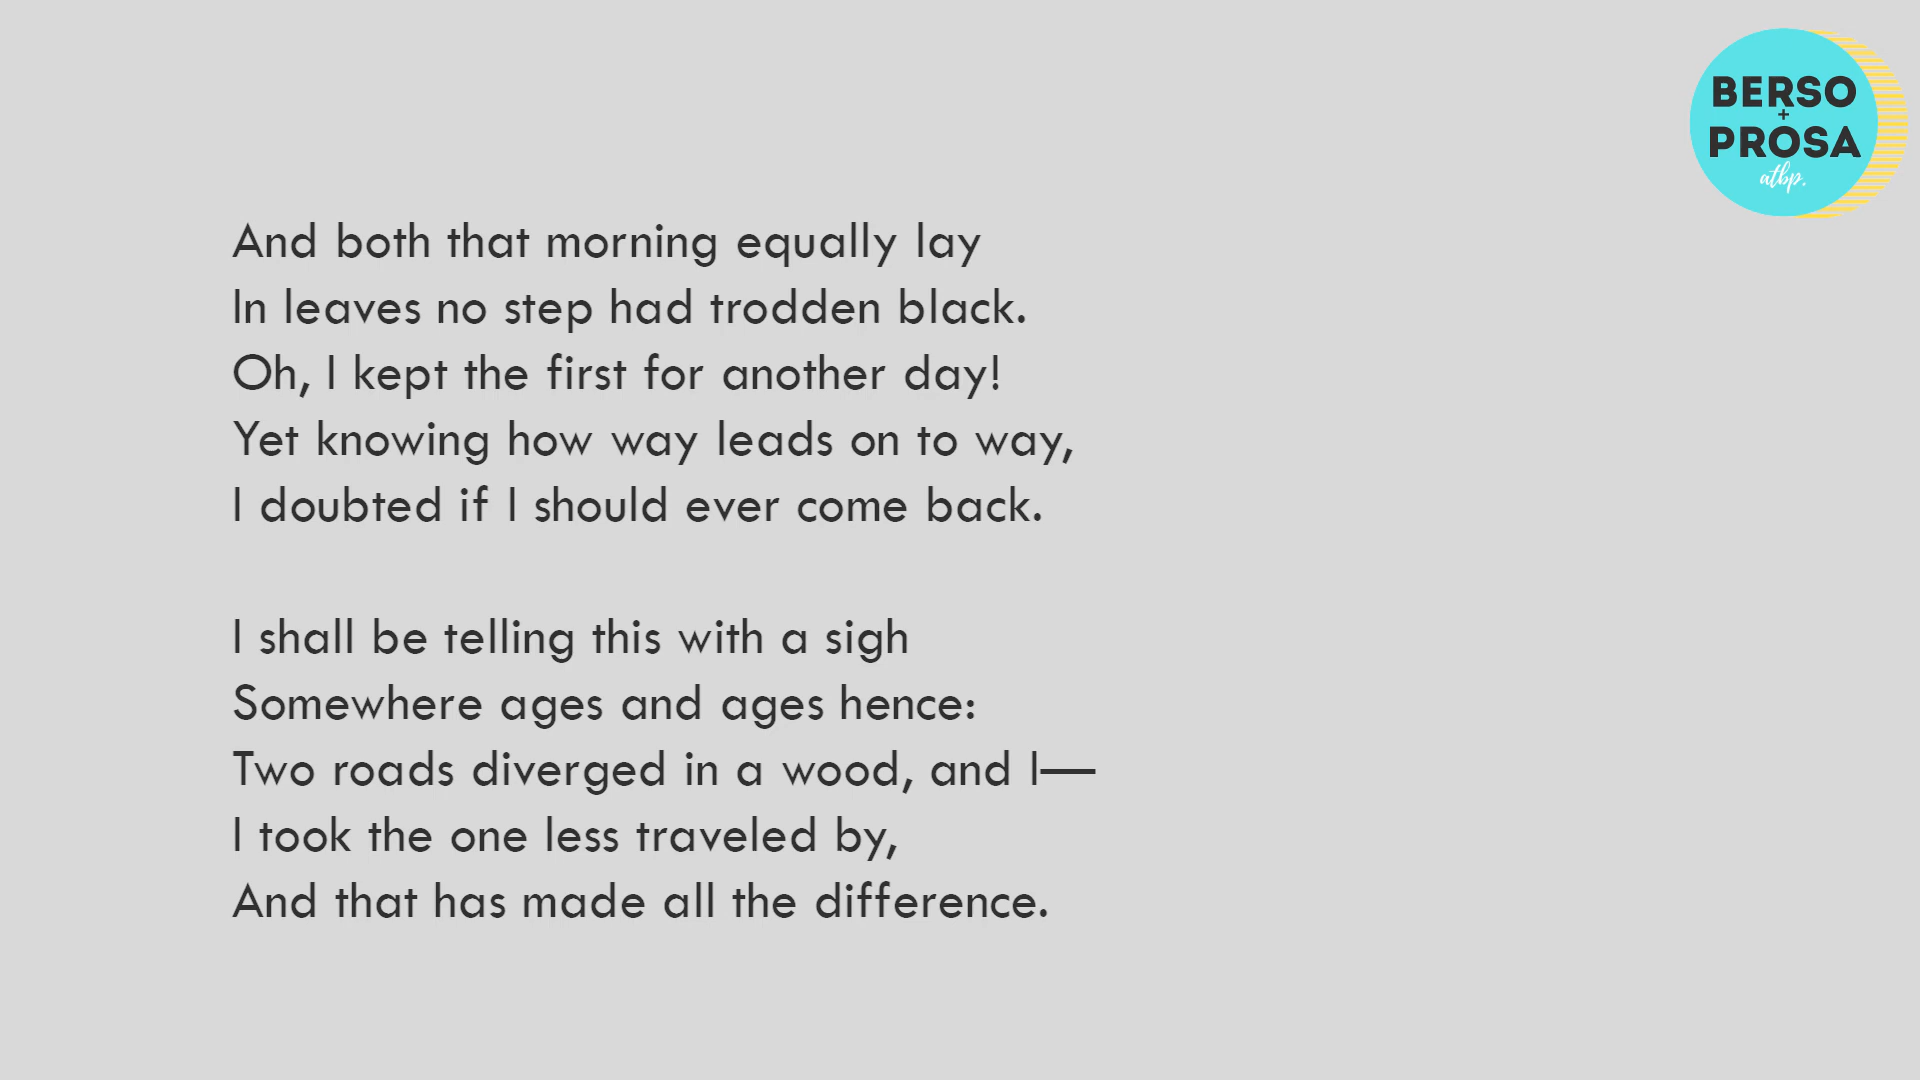 BERSO
+
PROSA
atbp.
And both that morning equally lay
In leaves no step had trodden black.
Oh, I kept the first for another day!
Yet knowing how way leads on to way,
I doubted if I should ever come back.
I shall be telling this with a sigh
Somewhere ages and ages hence:
Two roads diverged in a wood, and I—
I took the one less traveled by,
And that has made all the difference.